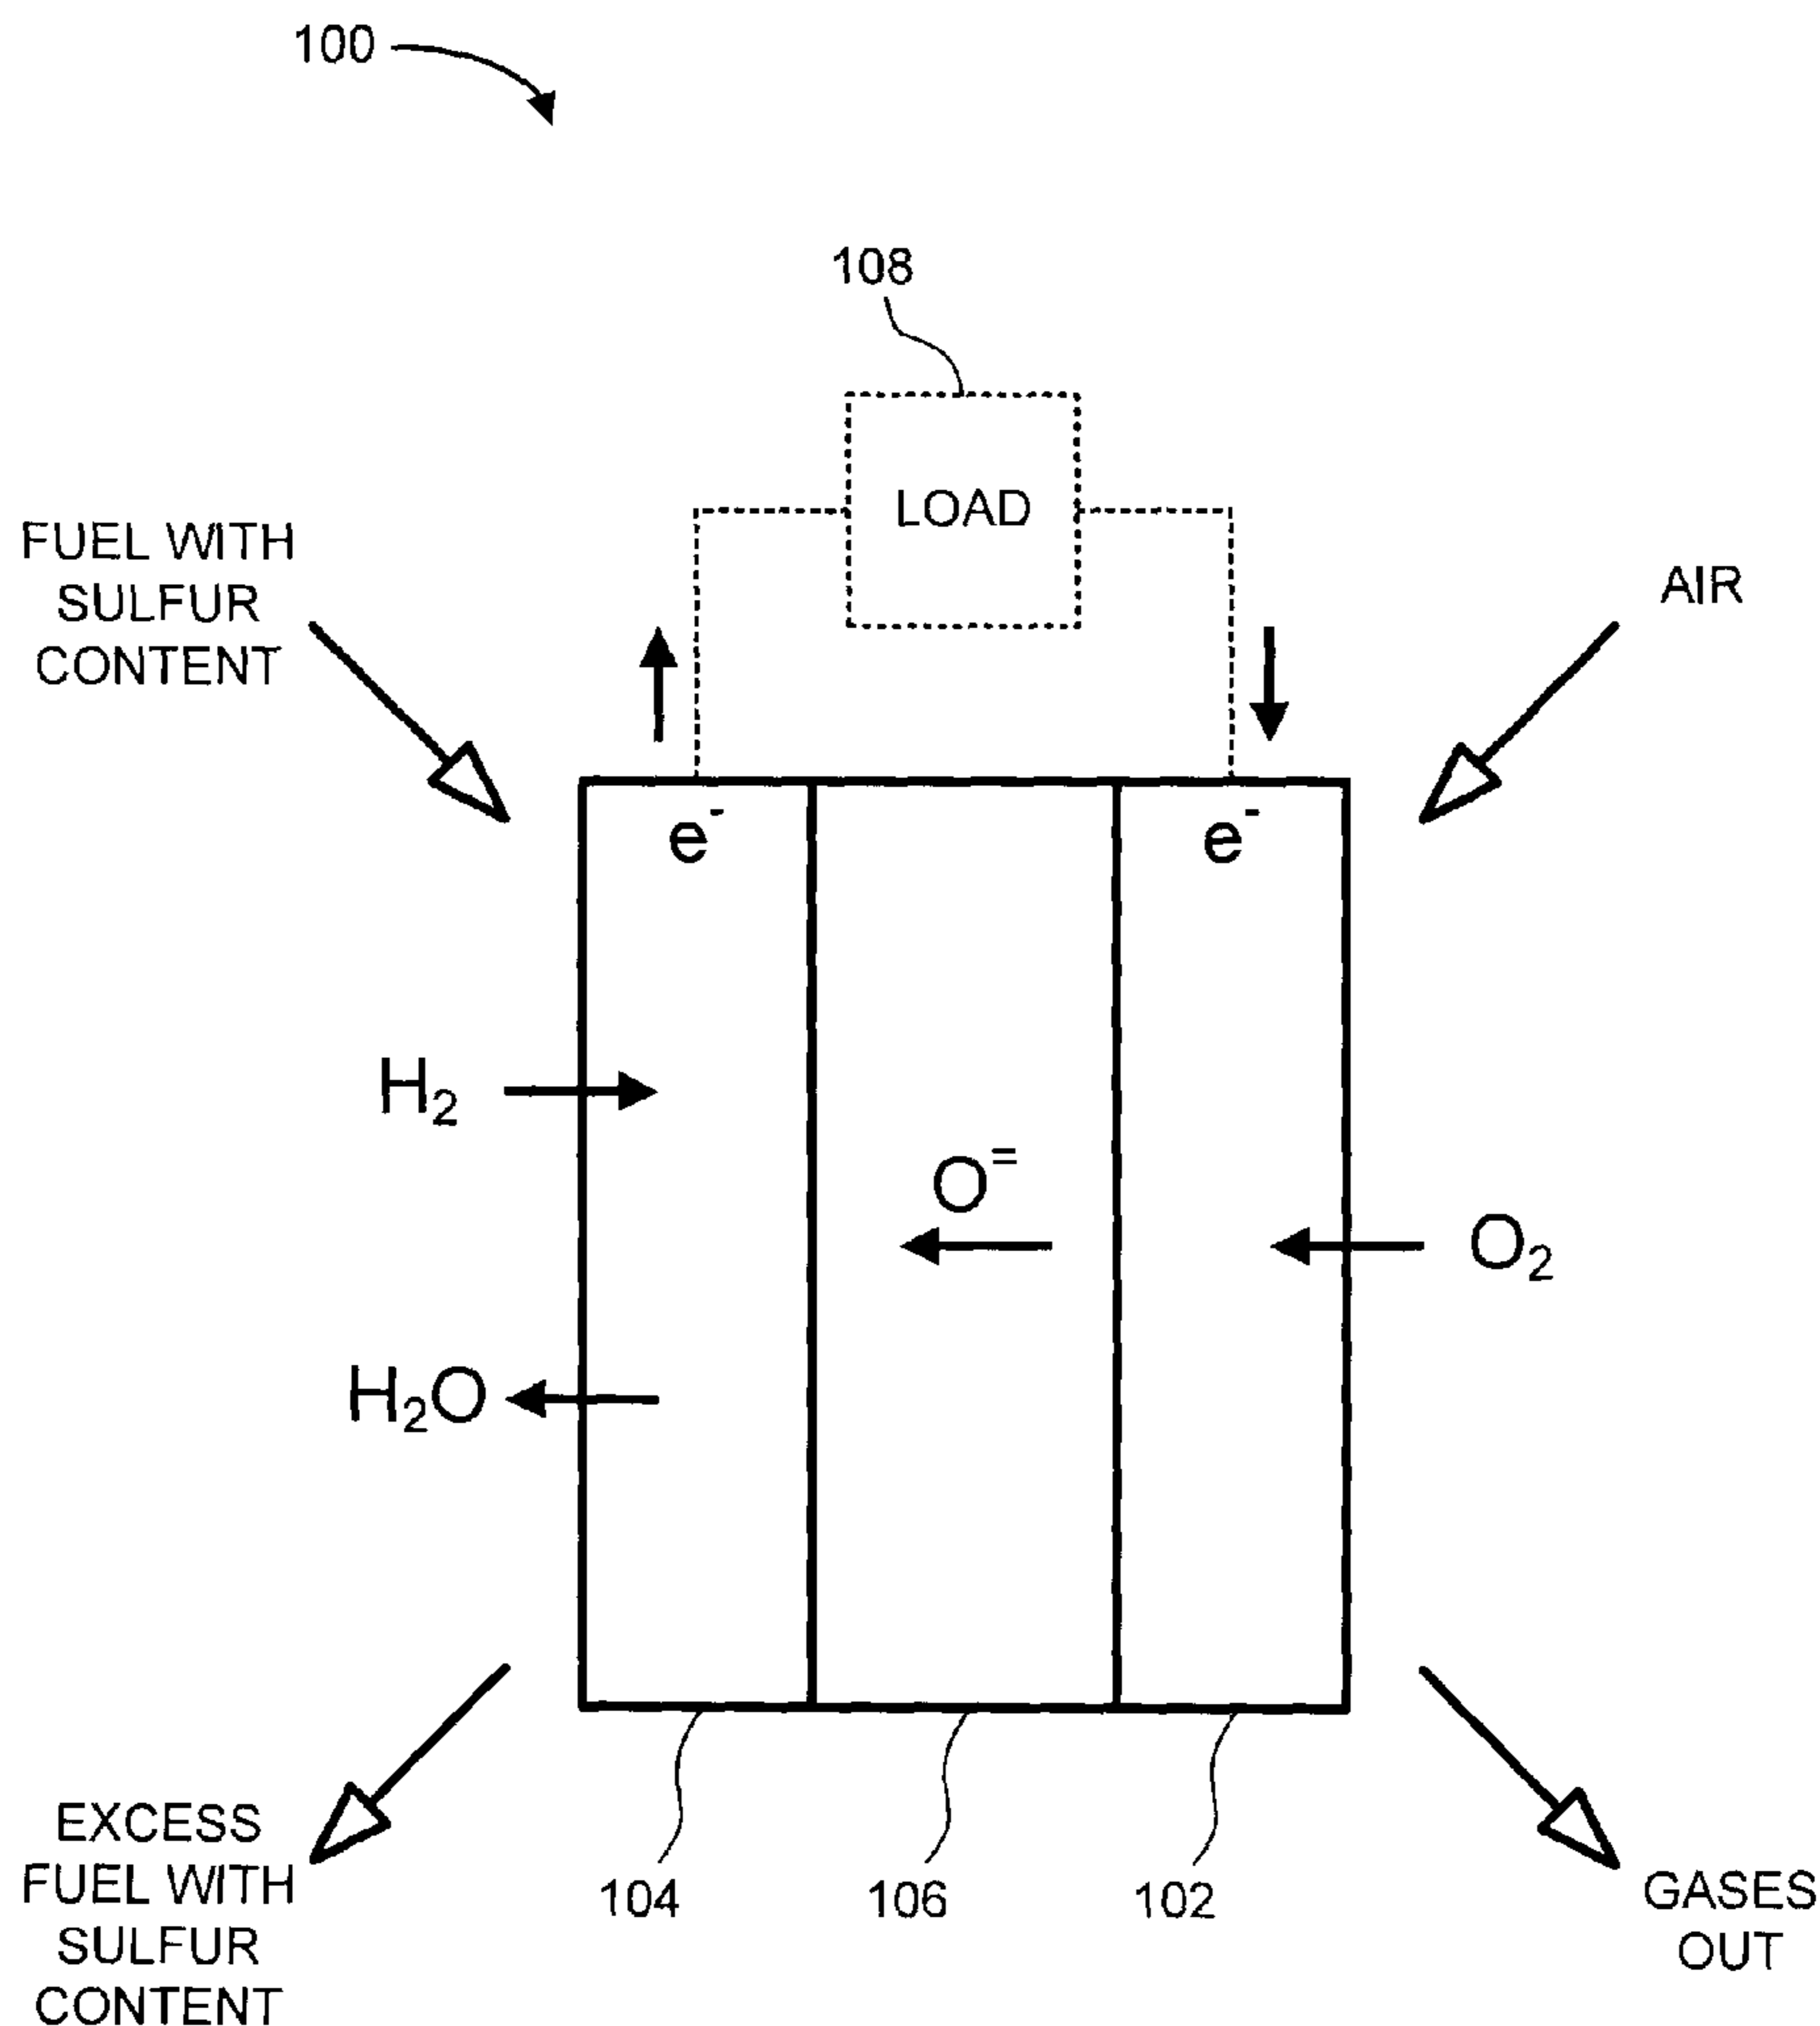 100
108
LOAD
FUEL WITH
SULFUR
CONTENT
AIR
e⁻
e⁻
H₂
O⁼
O₂
H₂O
EXCESS
FUEL WITH
SULFUR
CONTENT
104
106
102
GASES
OUT